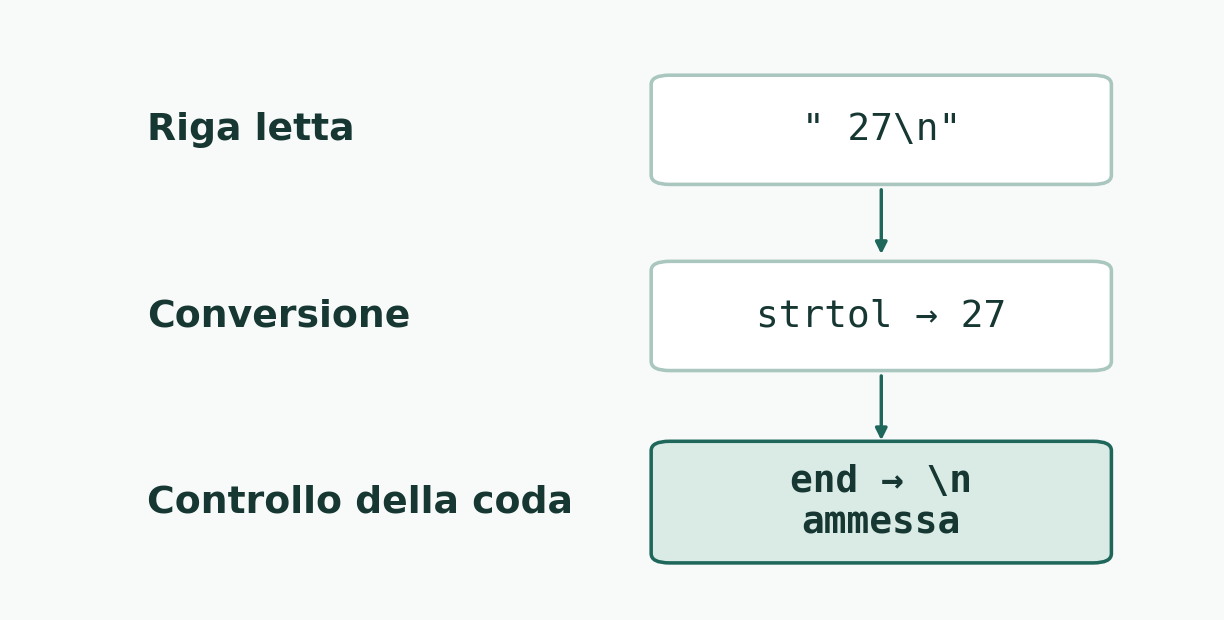 Riga letta
" 27\n"
Conversione
strtol → 27
Controllo della coda
end → \n
ammessa